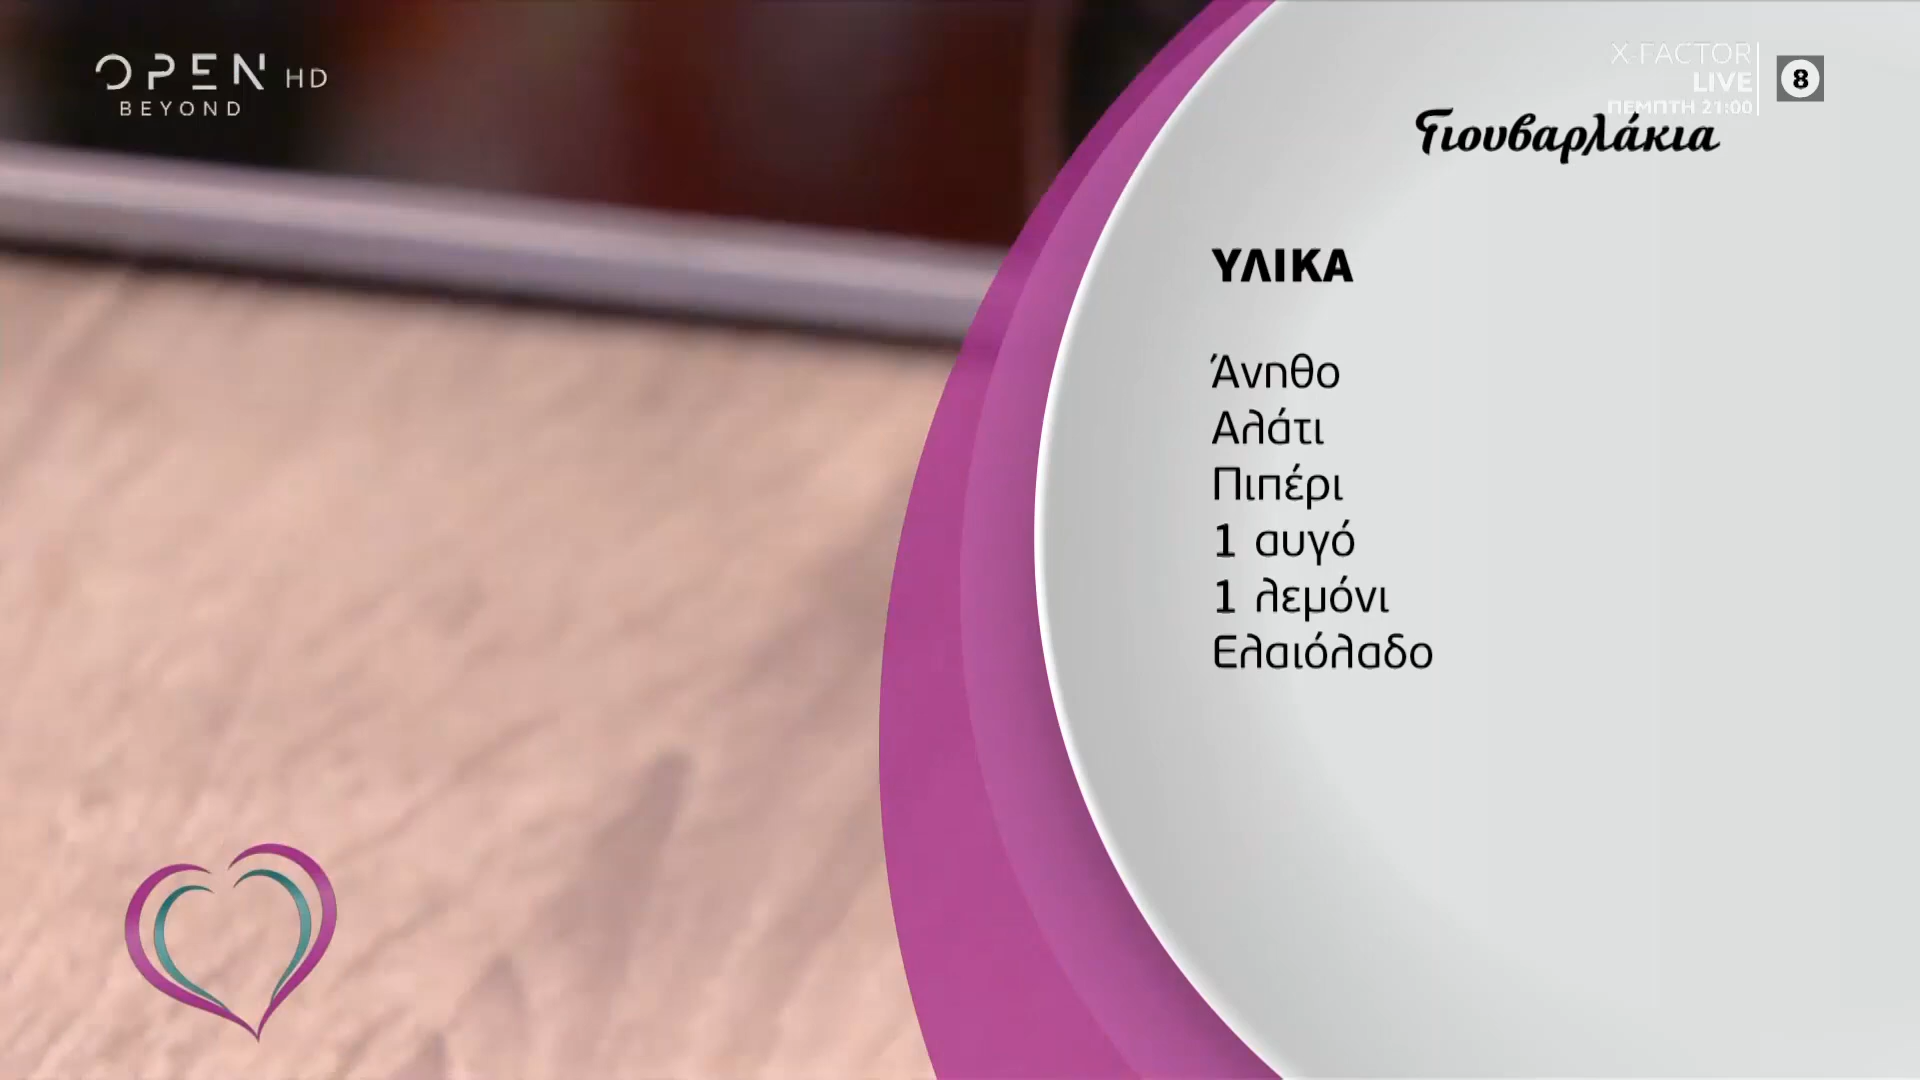 OPEN HD
BEYOND
X-FACTOR
LIVE
ΠΕΜΠΤΗ 21:00
8
Γιουβαρλάκια
ΥΛΙΚΑ
Άνηθο
Αλάτι
Πιπέρι
1 αυγό
1 λεμόνι
Ελαιόλαδο